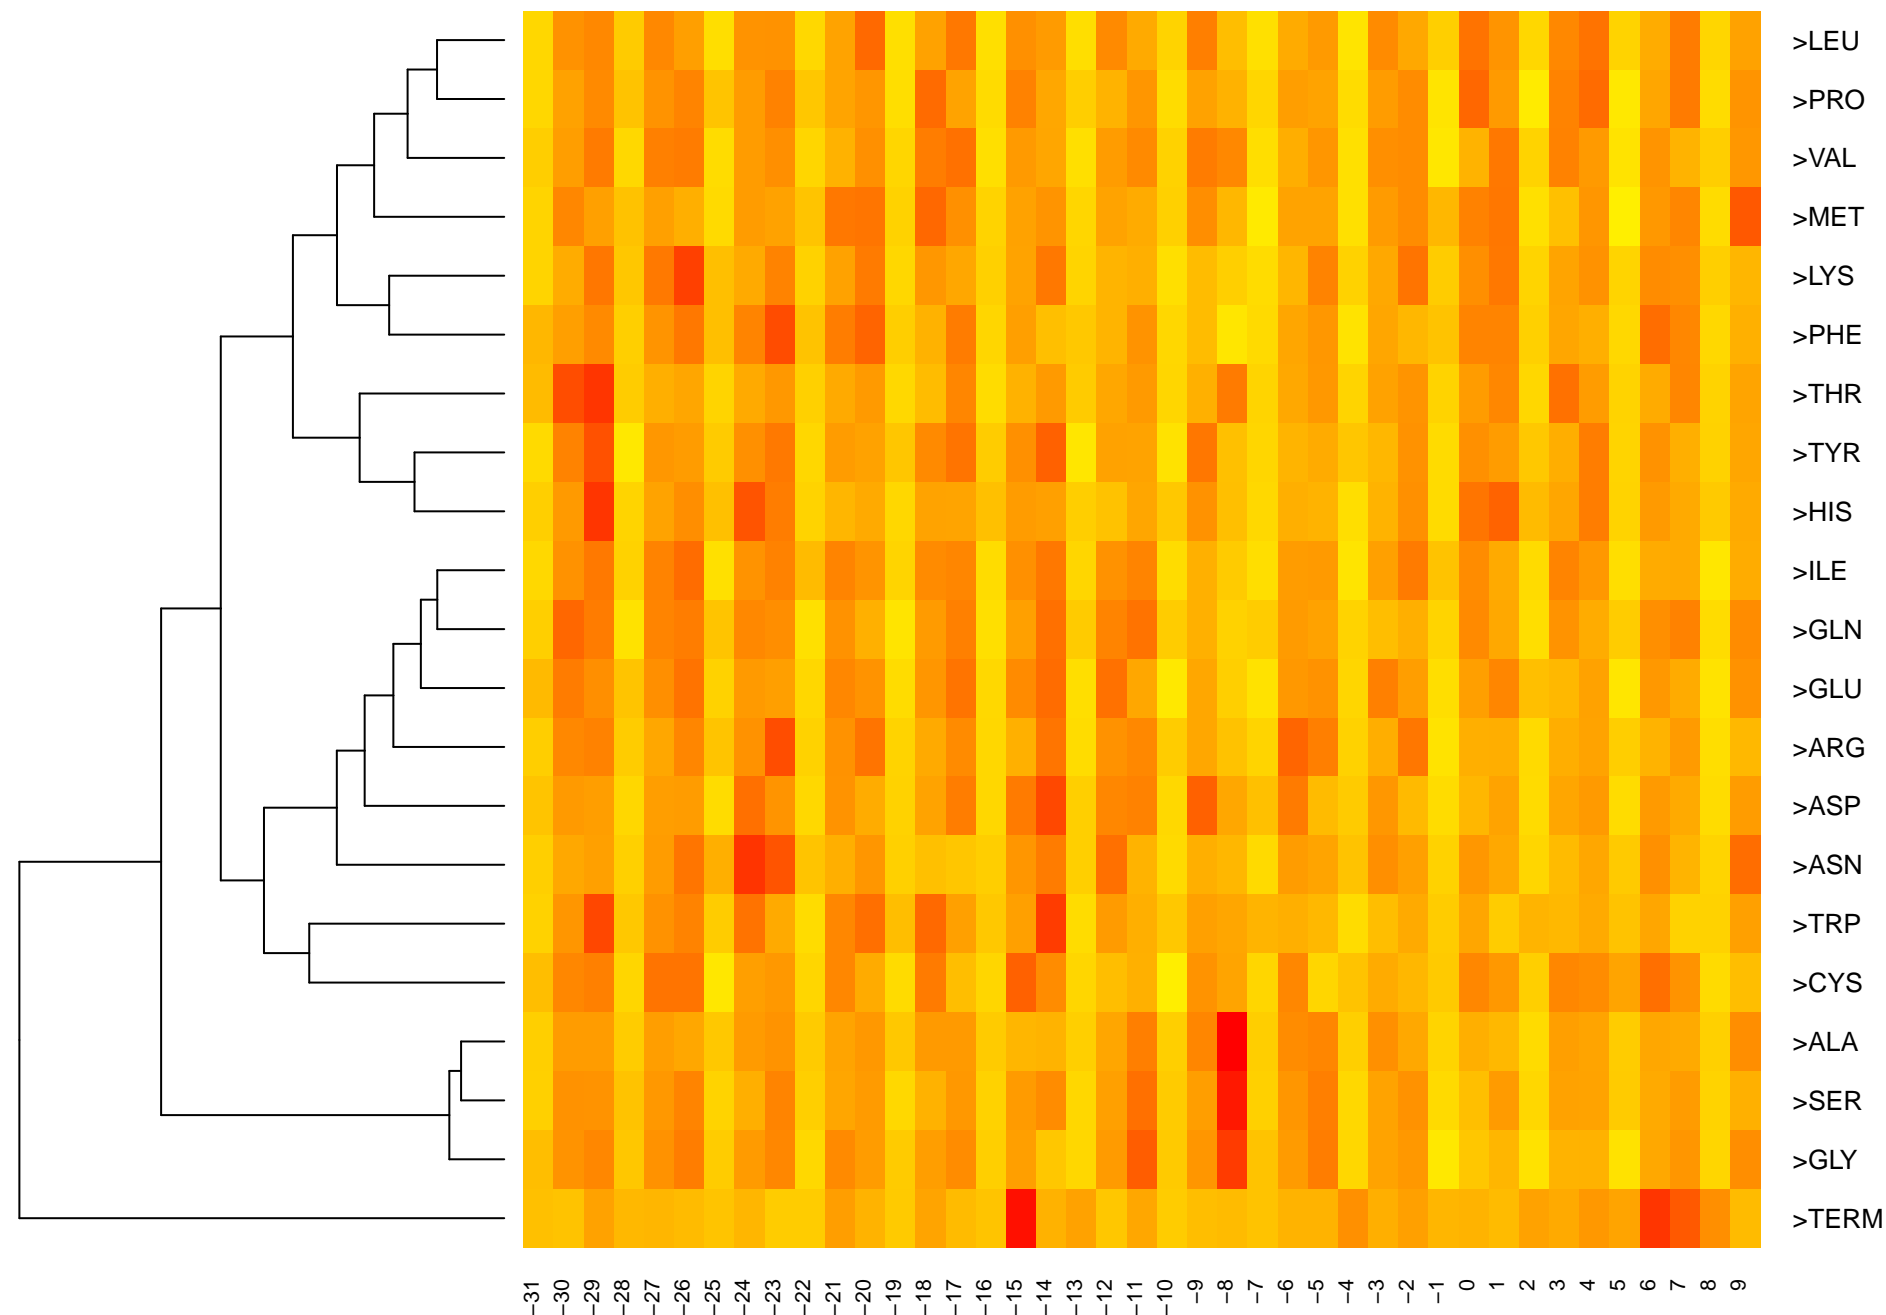 >LEU
>PRO
>VAL
>MET
>LYS
>PHE
>THR
>TYR
>HIS
>ILE
>GLN
>GLU
>ARG
>ASP
>ASN
>TRP
>CYS
>ALA
>SER
>GLY
>TERM
−31 −30 −29 −28 −27 −26 −25 −24 −23 −22 −21 −20 −19 −18 −17 −16 −15 −14 −13 −12 −11 −10 −9 −8 −7 −6 −5 −4 −3 −2 −1 0 1 2 3 4 5 6 7 8 9